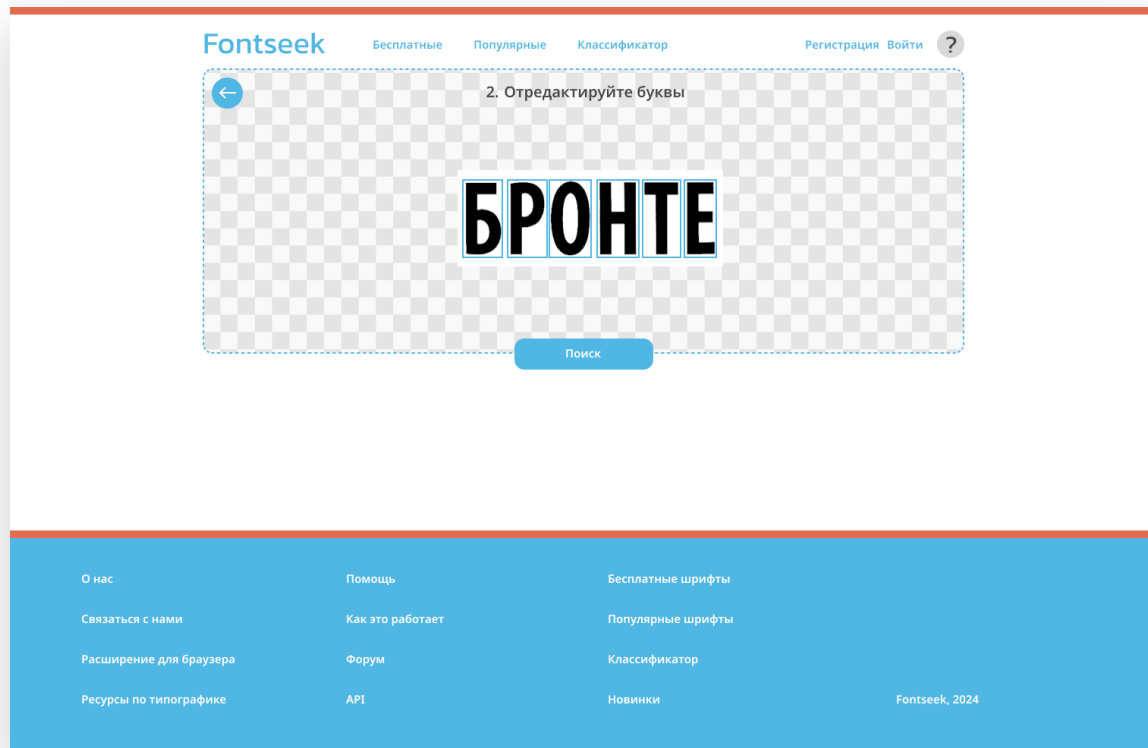 Fontseek Бесплатные Популярные Классификатор Регистрация Войти ?
2. Отредактируйте буквы
БРОНТЕ
Поиск
О нас Помощь Бесплатные шрифты
Связаться с нами Как это работает Популярные шрифты
Расширение для браузера Форум Классификатор
Ресурсы по типографике API Новинки Fontseek, 2024